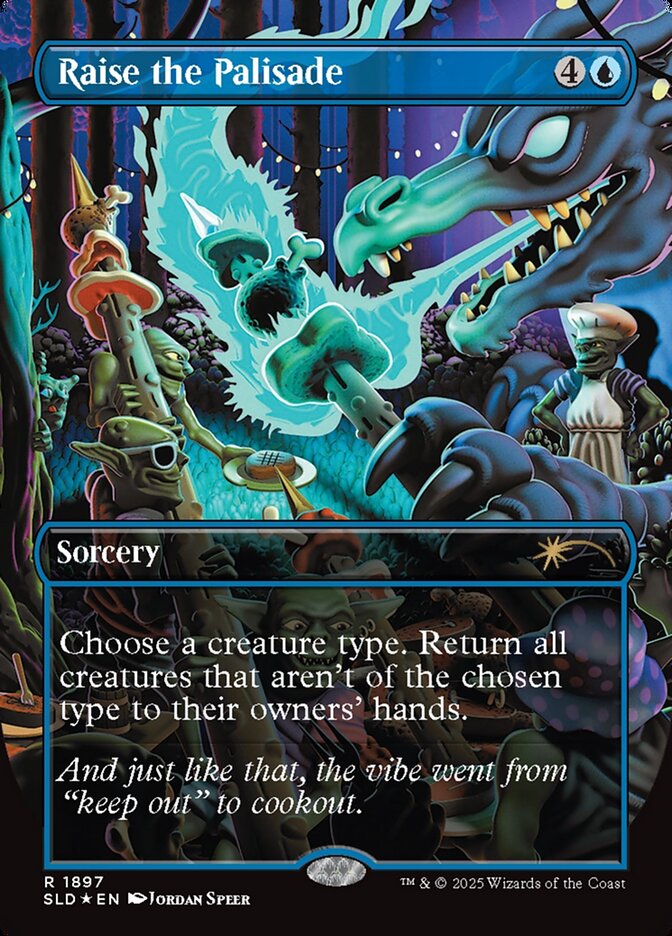 Raise the Palisade 4
Sorcery
Choose a creature type. Return all
creatures that aren't of the chosen
type to their owners' hands.
And just like that, the vibe went from
“keep out” to cookout.
R 1897
SLD ★ EN Jordan Speer
™ & © 2025 Wizards of the Coast